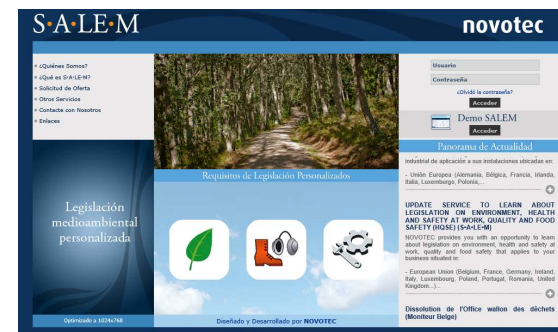 S·A·LE·M
novotec
¿Quiénes Somos?
¿Qué es S·A·LE·M?
Solicitud de Oferta
Otros Servicios
Contacte con Nosotros
Enlaces
Legislación
medioambiental
personalizada
Optimizado a 1024x768
Requisitos de Legislación Personalizados
Diseñado y Desarrollado por NOVOTEC
Usuario
Contraseña
¿Olvidó la contraseña?
Acceder
Demo SALEM
Acceder
Panorama de Actualidad
industrial de aplicación a sus instalaciones ubicadas en:
- Unión Europea (Alemania, Bélgica, Francia, Irlanda,
Italia, Luxemburgo, Polonia,...
UPDATE SERVICE TO LEARN ABOUT
LEGISLATION ON ENVIRONMENT, HEALTH
AND SAFETY AT WORK, QUALITY AND FOOD
SAFETY (HQSE) (S•A•LE•M)
NOVOTEC provides you with an opportunity to learn
about legislation on environment, health and safety at
work, quality and food safety that applies to your
business situated in:
- European Union (Belgium, France, Germany, Ireland,
Italy, Luxembourg, Poland, Portugal, Romania, United
Kingdom...)...
Dissolution de l'Office wallon des déchets
(Moniteur Belge)